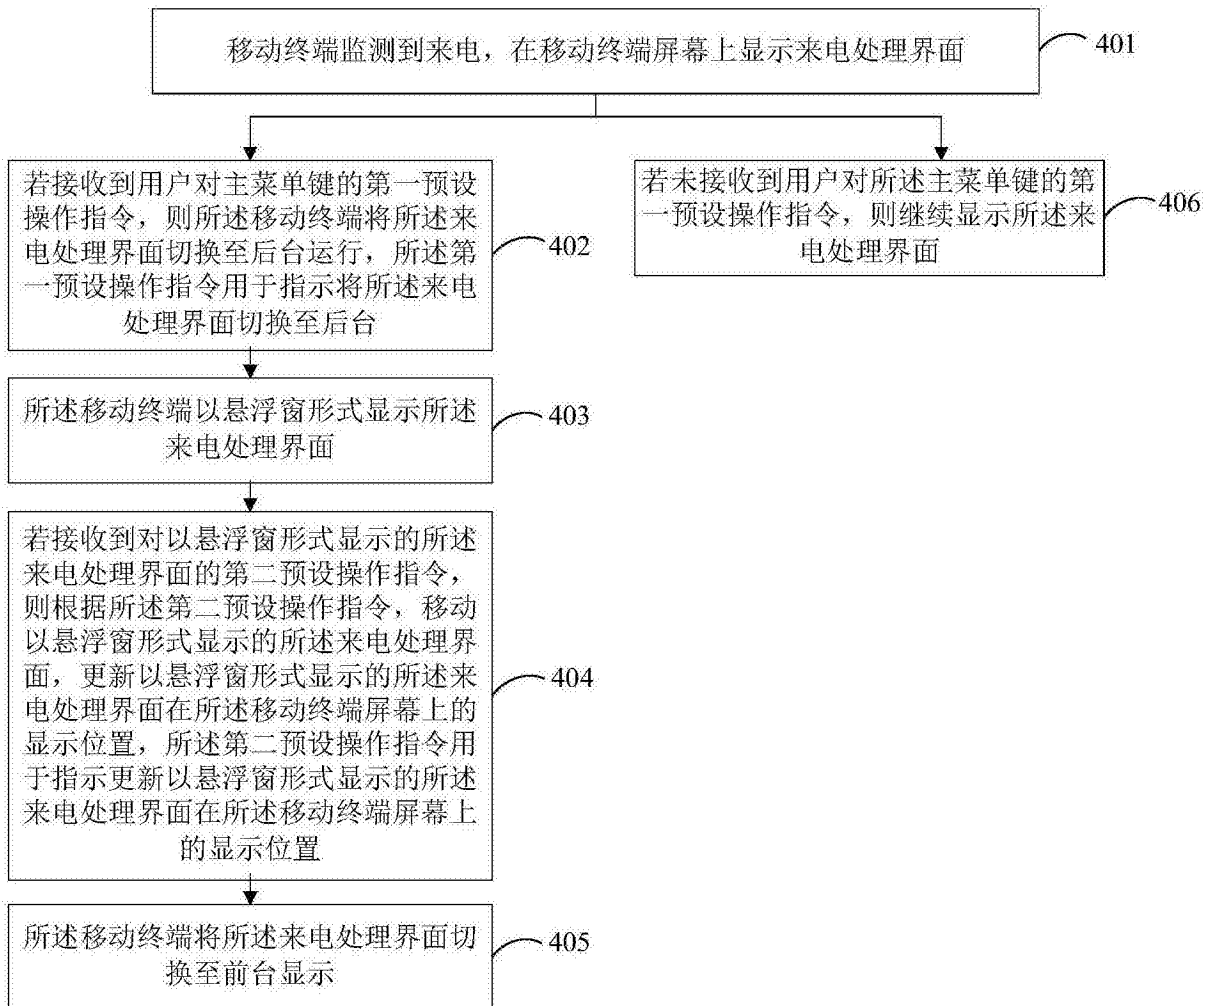 移动终端监测到来电，在移动终端屏幕上显示来电处理界面
401
若接收到用户对主菜单键的第一预设
操作指令，则所述移动终端将所述来
电处理界面切换至后台运行，所述第
一预设操作指令用于指示将所述来电
处理界面切换至后台
402
若未接收到用户对所述主菜单键的第
一预设操作指令，则继续显示所述来
电处理界面
406
所述移动终端以悬浮窗形式显示所述
来电处理界面
403
若接收到对以悬浮窗形式显示的所述
来电处理界面的第二预设操作指令，
则根据所述第二预设操作指令，移动
以悬浮窗形式显示的所述来电处理界
面，更新以悬浮窗形式显示的所述来
电处理界面在所述移动终端屏幕上的
显示位置，所述第二预设操作指令用
于指示更新以悬浮窗形式显示的所述
来电处理界面在所述移动终端屏幕上
的显示位置
404
所述移动终端将所述来电处理界面切
换至前台显示
405